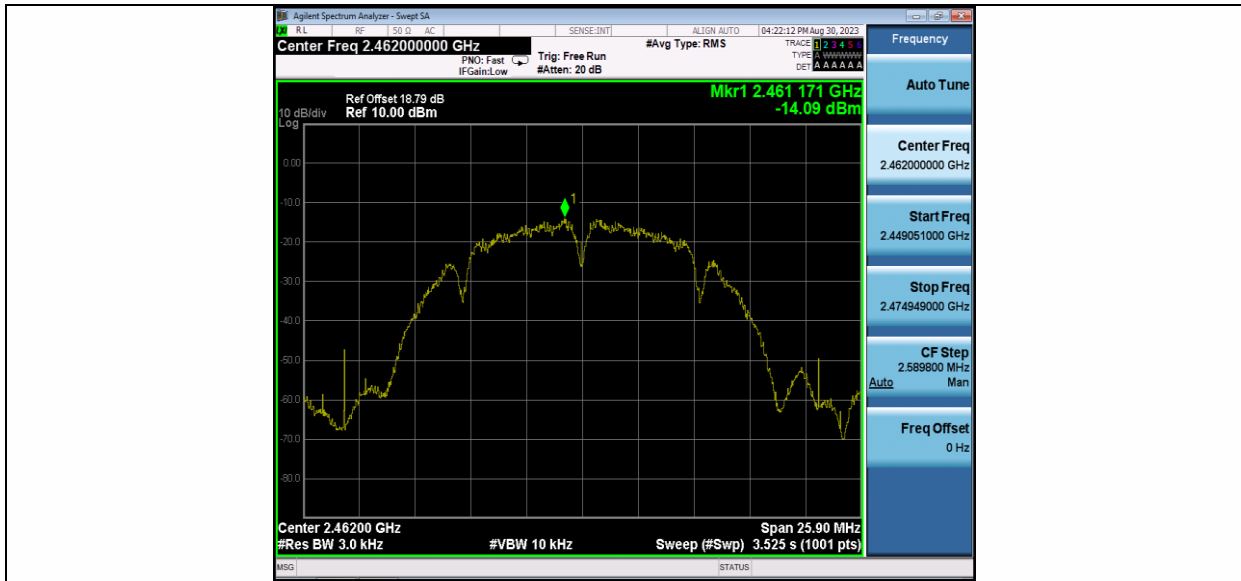 Agilent Spectrum Analyzer - Swept SA
RL RF 50 Ω AC SENSE:INT ALIGN AUTO 04:22:12 PM Aug 30, 2023
Center Freq 2.462000000 GHz #Avg Type: RMS TRACE 1 2 3 4 5 6
PNO: Fast Trig: Free Run TYPE A WWWWW
IFGain:Low #Atten: 20 dB DET A A A A A A
Frequency
Mkr1 2.461 171 GHz
-14.09 dBm
Ref Offset 18.79 dB
10 dB/div Ref 10.00 dBm
Log
0.00
-10.0
-20.0
-30.0
-40.0
-50.0
-60.0
-70.0
-80.0
1
Center 2.46200 GHz Span 25.90 MHz
#Res BW 3.0 kHz #VBW 10 kHz Sweep (#Swp) 3.525 s (1001 pts)
MSG STATUS
Auto Tune
Center Freq
2.462000000 GHz
Start Freq
2.449051000 GHz
Stop Freq
2.474949000 GHz
CF Step
2.589800 MHz
Auto Man
Freq Offset
0 Hz